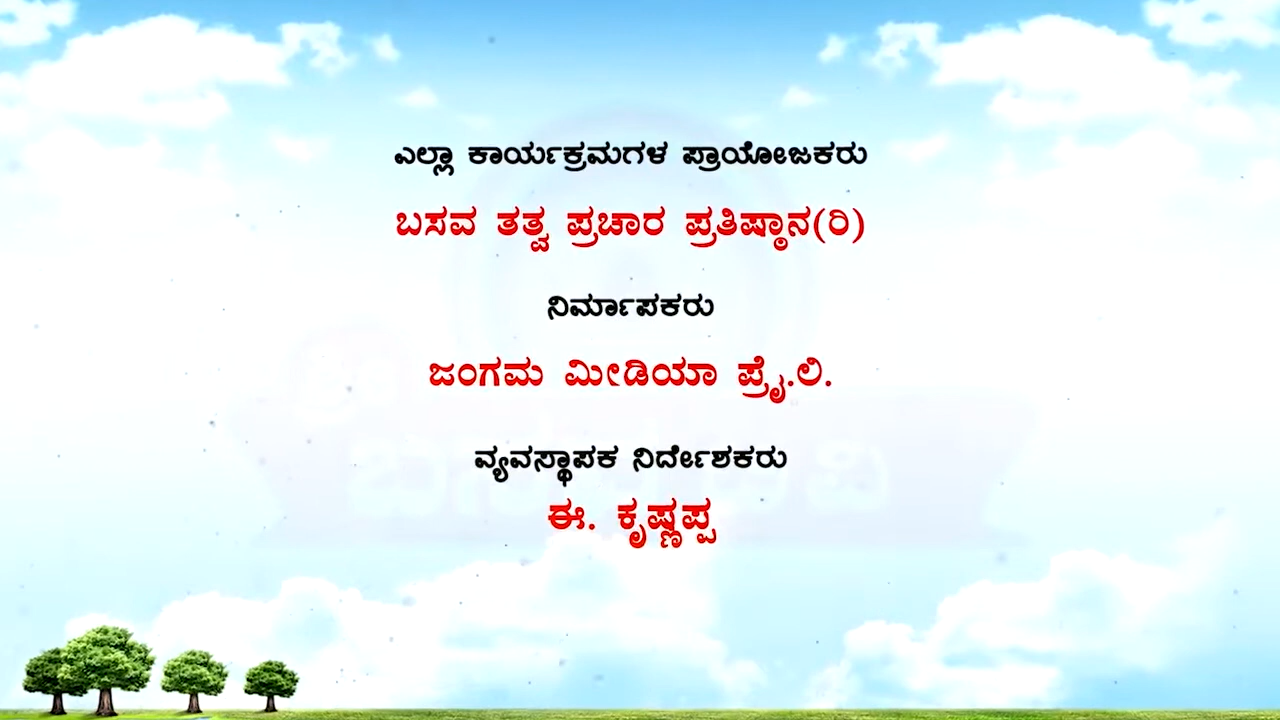 ಎಲ್ಲಾ ಕಾರ್ಯಕ್ರಮಗಳ ಪ್ರಾಯೋಜಕರು
ಬಸವ ತತ್ವ ಪ್ರಚಾರ ಪ್ರತಿಷ್ಠಾನ(ರಿ)
ನಿರ್ಮಾಪಕರು
ಜಂಗಮ ಮೀಡಿಯಾ ಪ್ರೈ.ಲಿ.
ವ್ಯವಸ್ಥಾಪಕ ನಿರ್ದೇಶಕರು
ಈ. ಕೃಷ್ಣಪ್ಪ